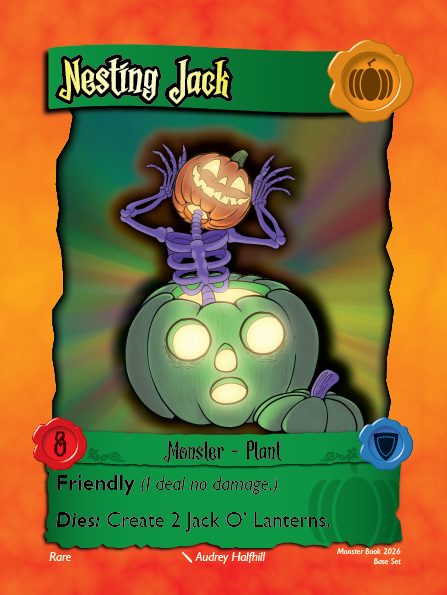 Nesting Jack
8
Monster - Plant
Friendly (I deal no damage.)
Dies: Create 2 Jack O' Lanterns.
Rare
Audrey Halfhill
Monster Book 2026
Base Set